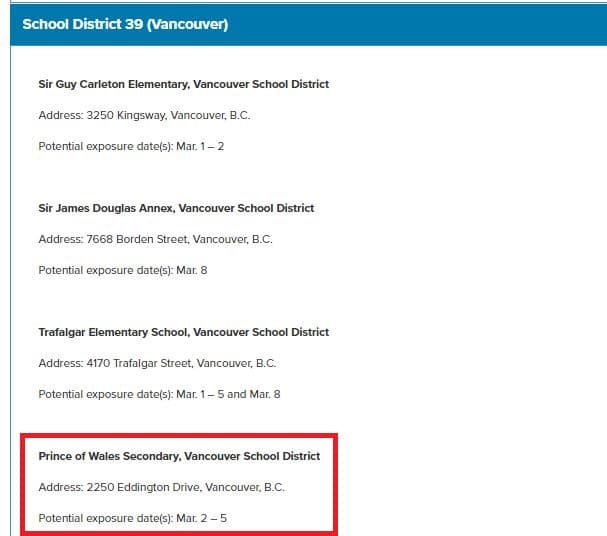 School District 39 (Vancouver)
Sir Guy Carleton Elementary, Vancouver School District
Address: 3250 Kingsway, Vancouver, B.C.
Potential exposure date(s): Mar. 1 – 2
Sir James Douglas Annex, Vancouver School District
Address: 7668 Borden Street, Vancouver, B.C.
Potential exposure date(s): Mar. 8
Trafalgar Elementary School, Vancouver School District
Address: 4170 Trafalgar Street, Vancouver, B.C.
Potential exposure date(s): Mar. 1 – 5 and Mar. 8
Prince of Wales Secondary, Vancouver School District
Address: 2250 Eddington Drive, Vancouver, B.C.
Potential exposure date(s): Mar. 2 – 5